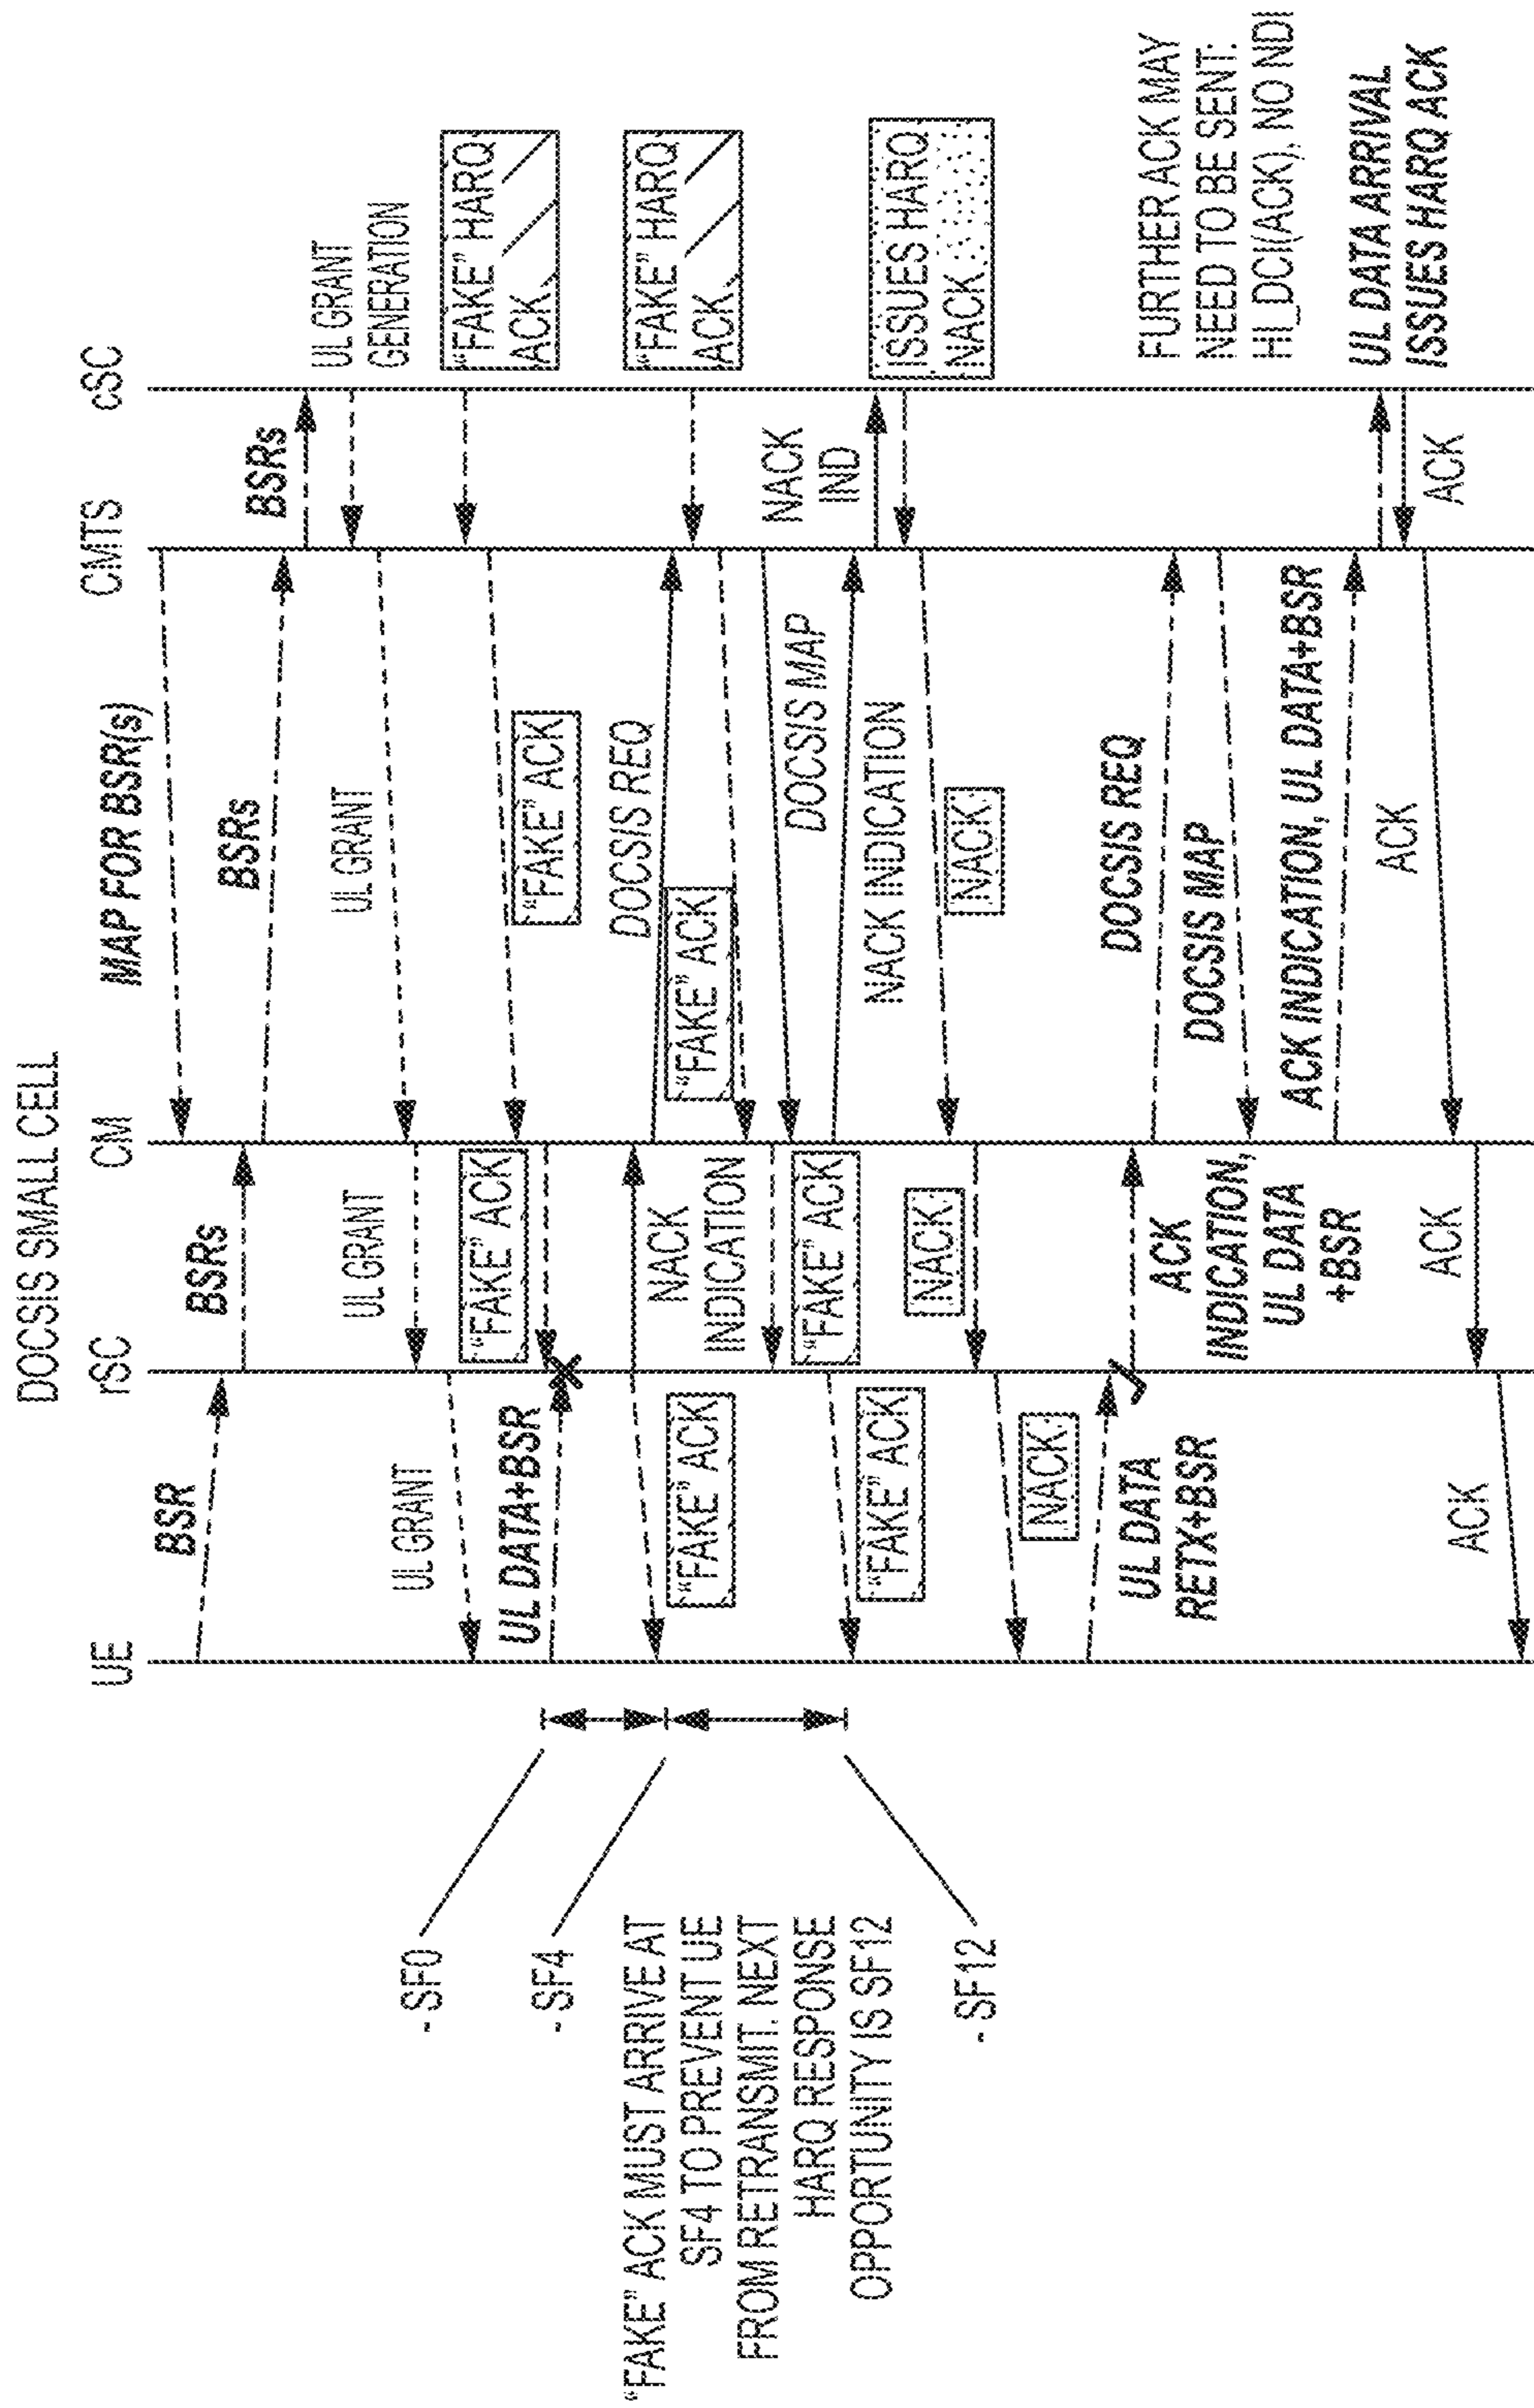 DOCSIS SMALL CELL
UE
rSC
CM
CMTS
cSC
MAP FOR BSR(s)
BSR
BSRs
BSRs
BSRs
UL GRANT
GENERATION
UL GRANT
UL GRANT
UL GRANT
"FAKE" HARQ
ACK
"FAKE" ACK
"FAKE" ACK
UL DATA+BSR
"FAKE" ACK
NACK
INDICATION
DOCSIS REQ
"FAKE" HARQ
ACK
"FAKE" ACK
"FAKE" ACK
"FAKE" ACK
DOCSIS MAP
NACK INDICATION
NACK
IND
ISSUES HARQ
NACK
NACK
NACK
NACK
UL DATA
RETX+BSR
ACK
INDICATION,
UL DATA
+BSR
DOCSIS REQ
DOCSIS MAP
ACK INDICATION, UL DATA+BSR
FURTHER ACK MAY
NEED TO BE SENT:
HI_DCI(ACK), NO NDI
UL DATA ARRIVAL
ISSUES HARQ ACK
ACK
ACK
ACK
ACK
- SF0
- SF4
"FAKE" ACK MUST ARRIVE AT
SF4 TO PREVENT UE
FROM RETRANSMIT. NEXT
HARQ RESPONSE
OPPORTUNITY IS SF12
- SF12